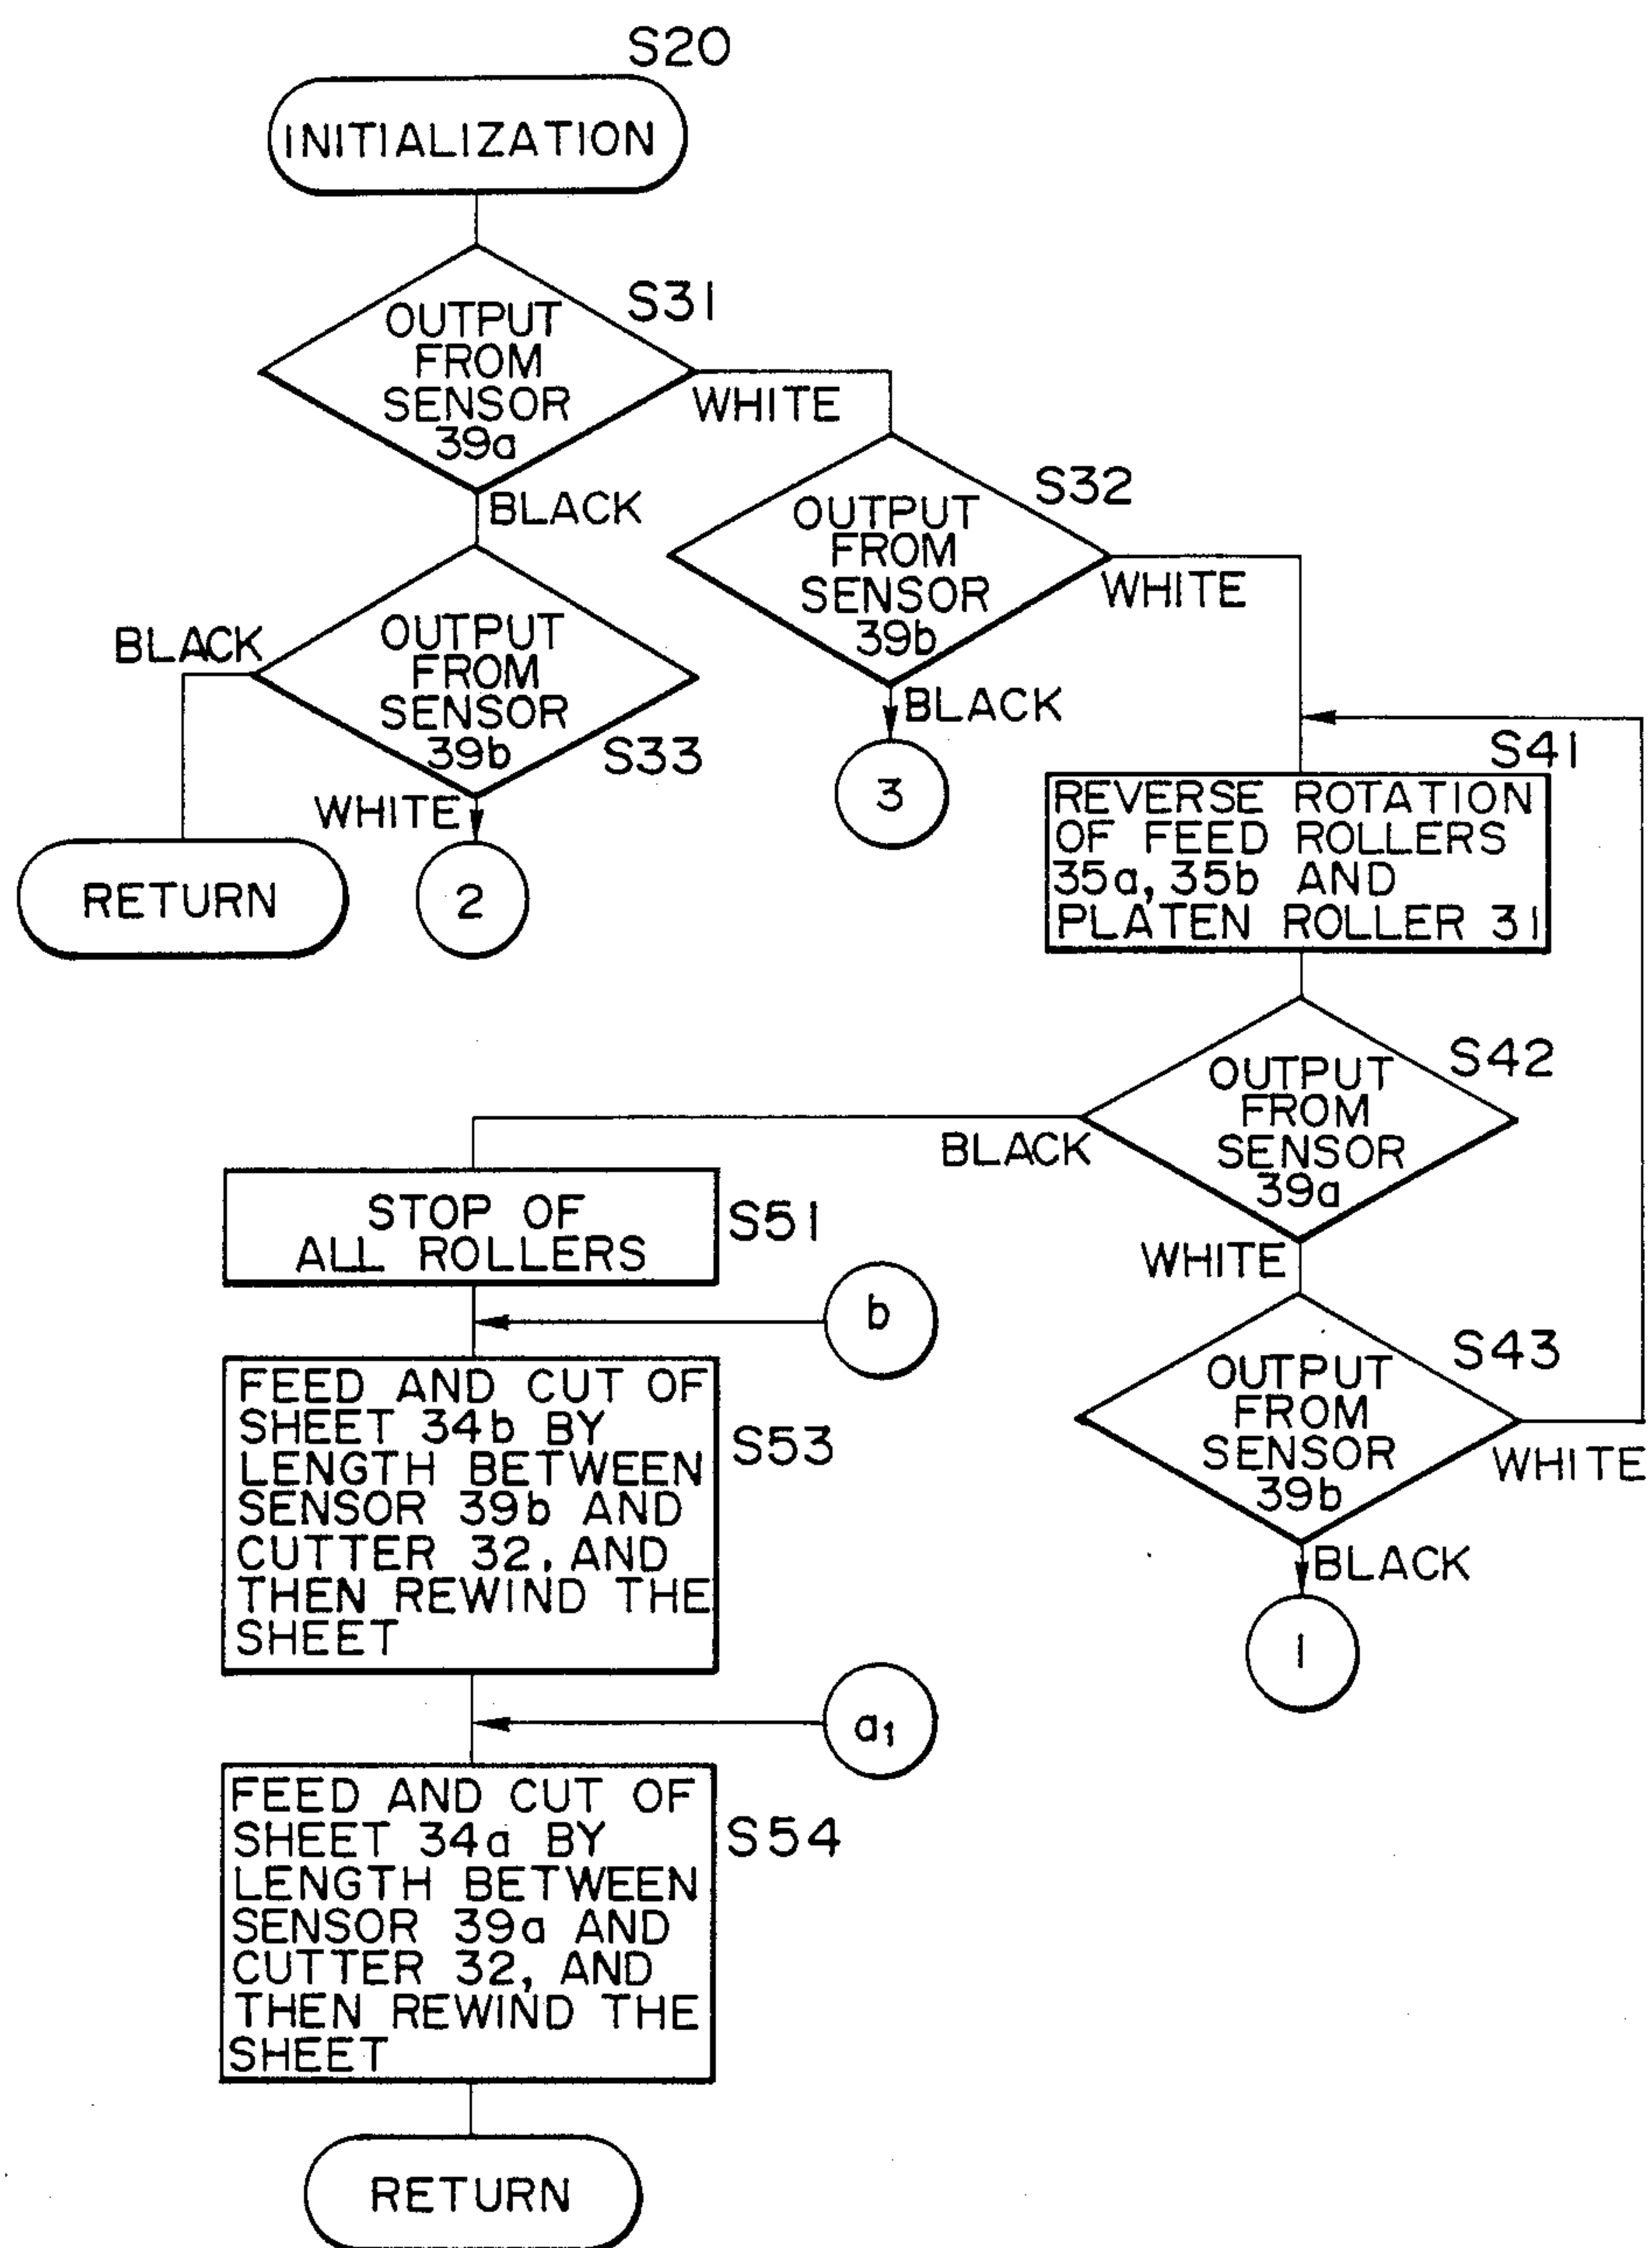 S20
INITIALIZATION
S31
OUTPUT
FROM
SENSOR
39a
WHITE
BLACK
S32
OUTPUT
FROM
SENSOR
39b
WHITE
BLACK
3
BLACK
OUTPUT
FROM
SENSOR
39b
S33
WHITE
RETURN
2
S41
REVERSE ROTATION
OF FEED ROLLERS
35a, 35b AND
PLATEN ROLLER 31
S42
OUTPUT
FROM
SENSOR
39a
BLACK
WHITE
STOP OF
ALL ROLLERS
S51
b
S43
OUTPUT
FROM
SENSOR
39b
WHITE
BLACK
1
FEED AND CUT OF
SHEET 34b BY
LENGTH BETWEEN
SENSOR 39b AND
CUTTER 32, AND
THEN REWIND THE
SHEET
S53
a1
FEED AND CUT OF
SHEET 34a BY
LENGTH BETWEEN
SENSOR 39a AND
CUTTER 32, AND
THEN REWIND THE
SHEET
S54
RETURN